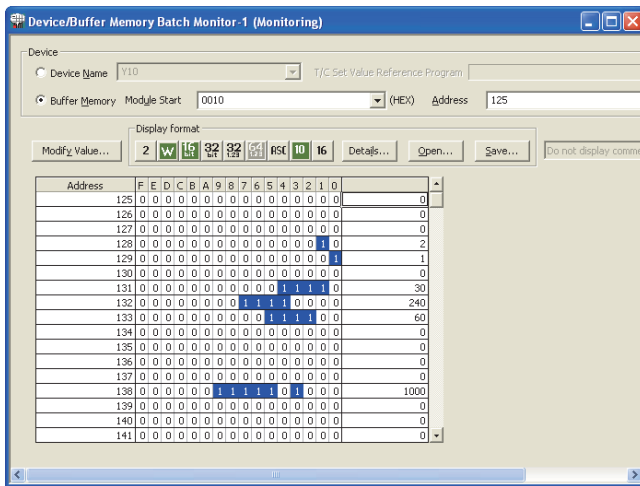 Device/Buffer Memory Batch Monitor-1 (Monitoring)
Device
Device Name Y10 T/C Set Value Reference Program
Buffer Memory Module Start 0010 (HEX) Address 125
Display format
Modify Value... 2 W 16 bit 32 bit 32 1.23 64 1.23 ASC 10 16 Details... Open... Save... Do not display comme
Address F E D C B A 9 8 7 6 5 4 3 2 1 0
125 0 0 0 0 0 0 0 0 0 0 0 0 0 0 0 0 0
126 0 0 0 0 0 0 0 0 0 0 0 0 0 0 0 0 0
127 0 0 0 0 0 0 0 0 0 0 0 0 0 0 0 0 0
128 0 0 0 0 0 0 0 0 0 0 0 0 0 0 1 0 2
129 0 0 0 0 0 0 0 0 0 0 0 0 0 0 0 1 1
130 0 0 0 0 0 0 0 0 0 0 0 0 0 0 0 0 0
131 0 0 0 0 0 0 0 0 0 0 0 1 1 1 1 0 30
132 0 0 0 0 0 0 0 0 1 1 1 1 0 0 0 0 240
133 0 0 0 0 0 0 0 0 0 0 1 1 1 1 0 0 60
134 0 0 0 0 0 0 0 0 0 0 0 0 0 0 0 0 0
135 0 0 0 0 0 0 0 0 0 0 0 0 0 0 0 0 0
136 0 0 0 0 0 0 0 0 0 0 0 0 0 0 0 0 0
137 0 0 0 0 0 0 0 0 0 0 0 0 0 0 0 0 0
138 0 0 0 0 0 0 1 1 1 1 1 0 1 0 0 0 1000
139 0 0 0 0 0 0 0 0 0 0 0 0 0 0 0 0 0
140 0 0 0 0 0 0 0 0 0 0 0 0 0 0 0 0 0
141 0 0 0 0 0 0 0 0 0 0 0 0 0 0 0 0 0